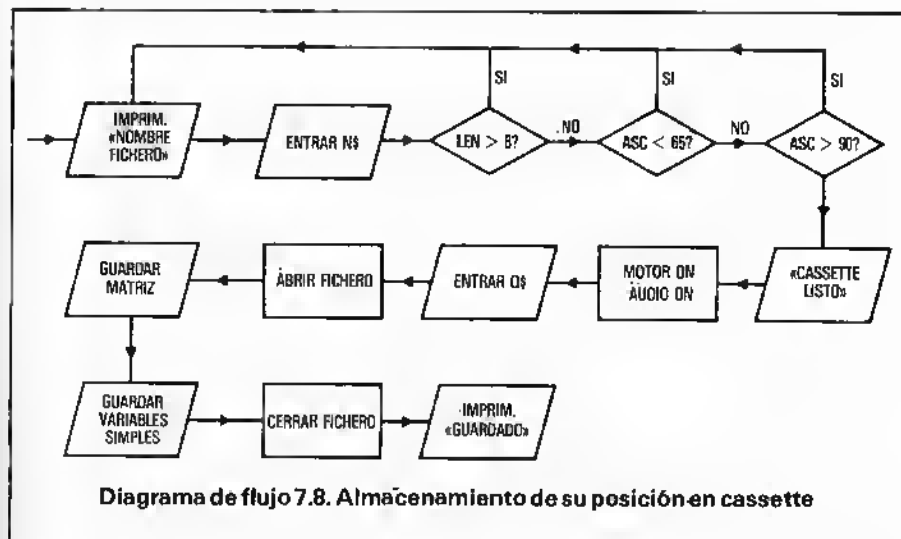 SI
SI
SI
IMPRIM.
«NOMBRE
FICHERO»
ENTRAR N$
LEN > 8?
NO
ASC < 65?
NO
ASC > 90?
GUARDAR
MATRIZ
ABRIR FICHERO
ENTRAR Q$
MOTOR ON
AUDIO ON
«CASSETTE
LISTO»
GUARDAR
VARIABLES
SIMPLES
CERRAR FICHERO
IMPRIM.
«GUARDADO»
Diagrama de flujo 7.8. Almacenamiento de su posición en cassette